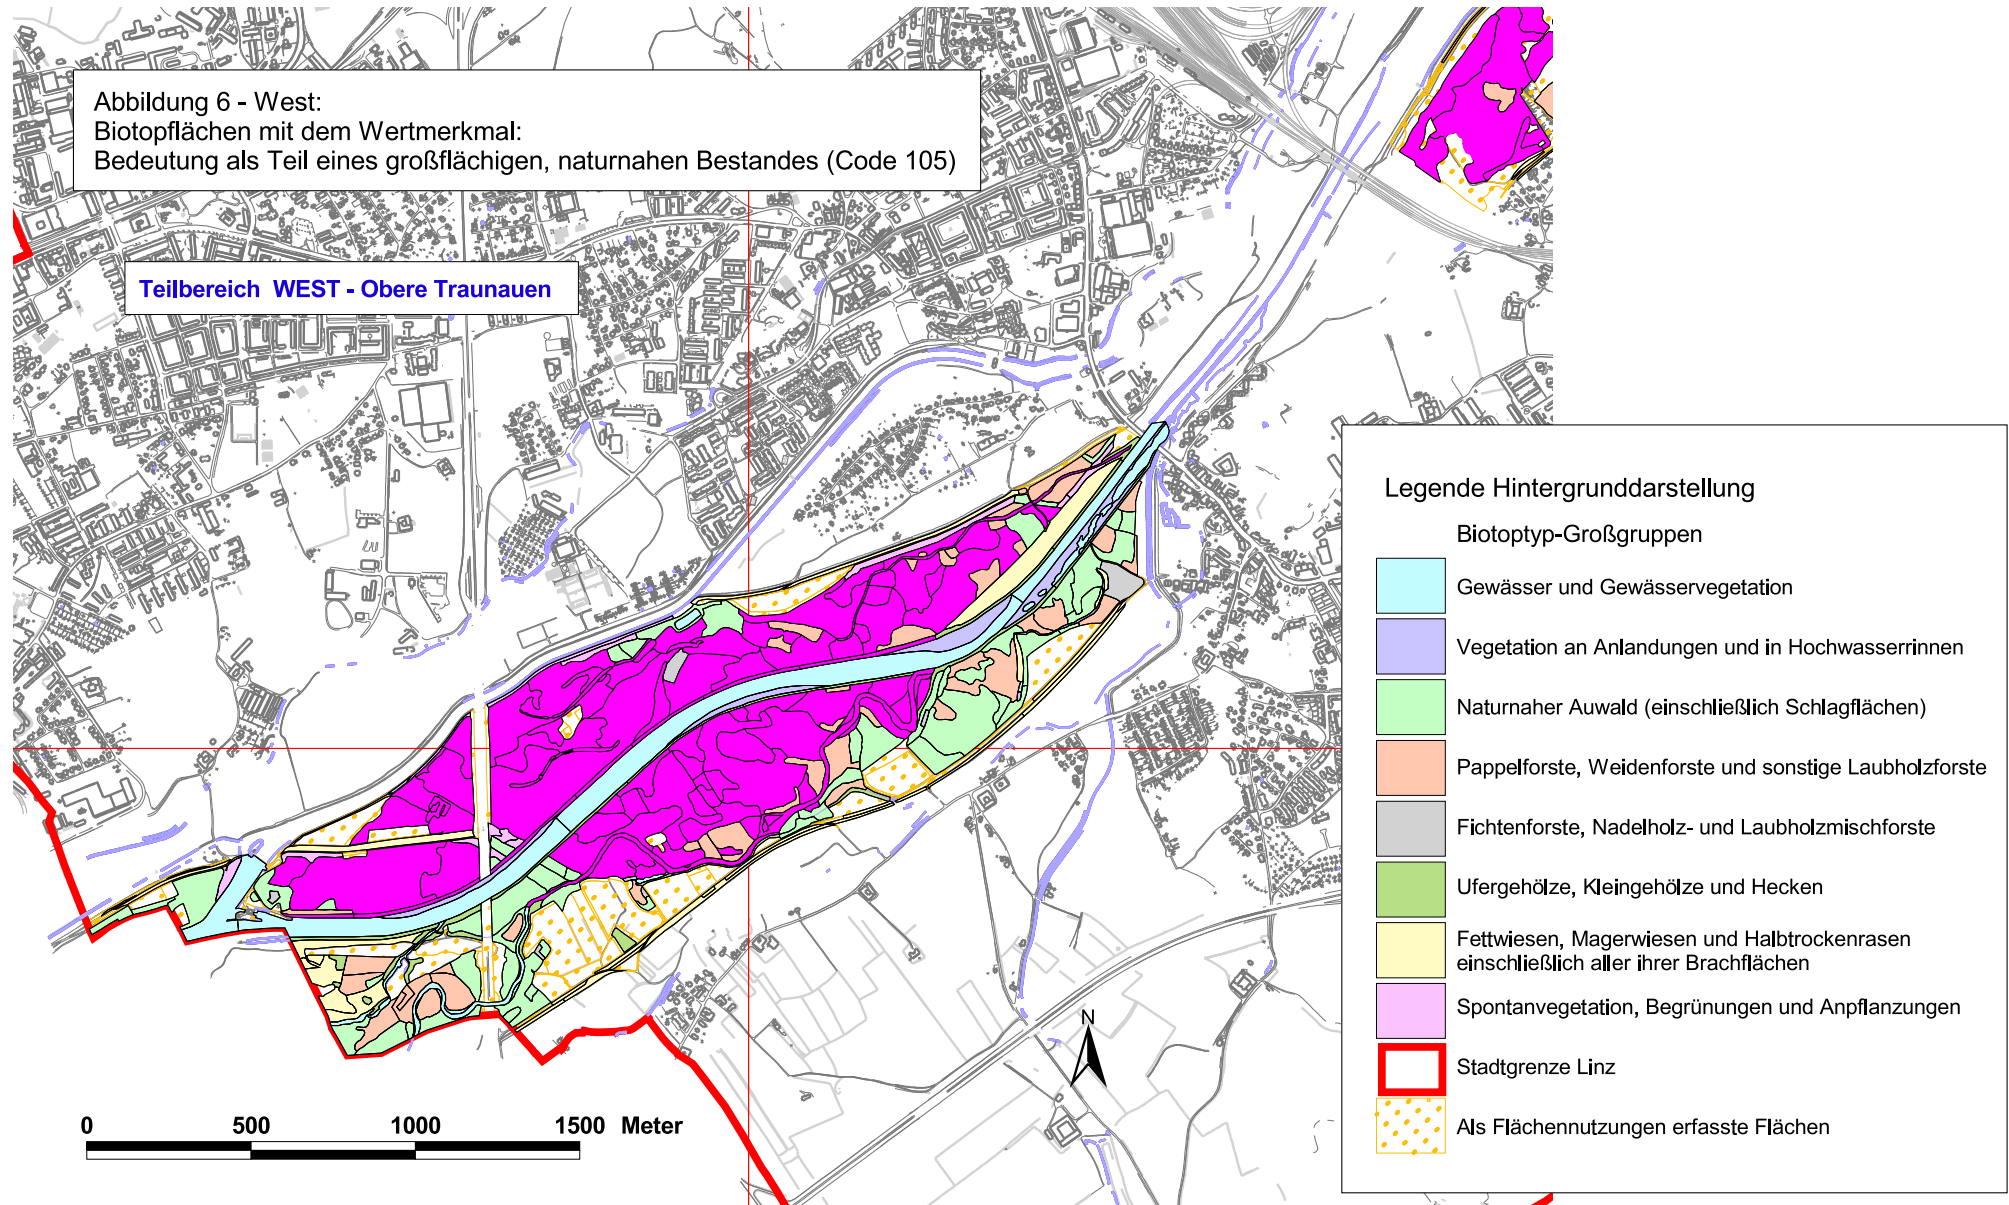 Abbildung 6 - West:
Biotopflächen mit dem Wertmerkmal:
Bedeutung als Teil eines großflächigen, naturnahen Bestandes (Code 105)
Teilbereich WEST - Obere Traunauen
Legende Hintergrunddarstellung
Biotoptyp-Großgruppen
Gewässer und Gewässervegetation
Vegetation an Anlandungen und in Hochwasserrinnen
Naturnaher Auwald (einschließlich Schlagflächen)
Pappelforste, Weidenforste und sonstige Laubholzforste
Fichtenforste, Nadelholz- und Laubholzmischforste
Ufergehölze, Kleingehölze und Hecken
Fettwiesen, Magerwiesen und Halbtrockenrasen
einschließlich aller ihrer Brachflächen
Spontanvegetation, Begrünungen und Anpflanzungen
Stadtgrenze Linz
Als Flächennutzungen erfasste Flächen
N
0 500 1000 1500 Meter